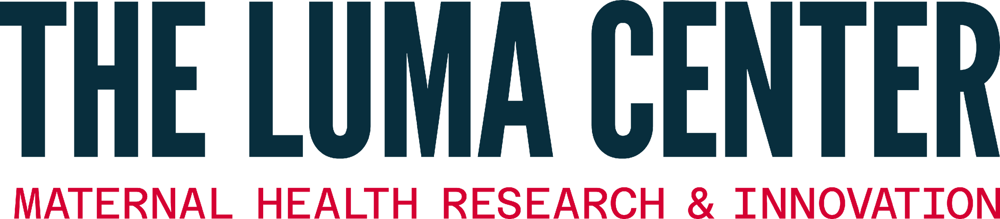 THE LUMA CENTER
MATERNAL HEALTH RESEARCH & INNOVATION